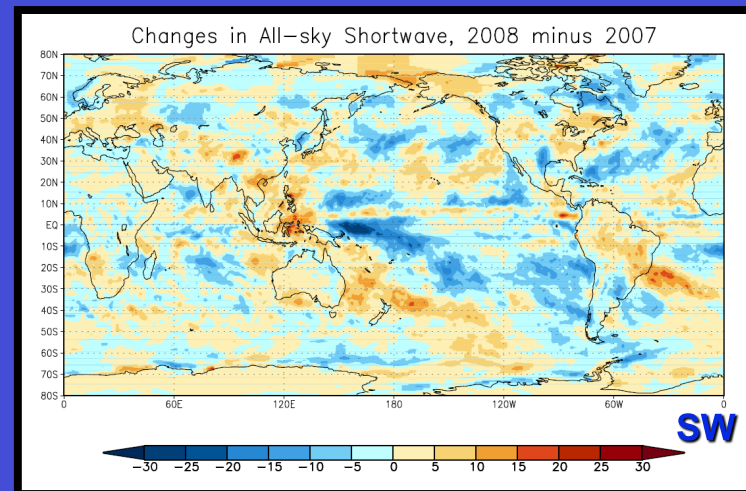 Changes in All-sky Shortwave, 2008 minus 2007
80N
70N
60N
50N
40N
30N
20N
10N
EQ
10S
20S
30S
40S
50S
60S
70S
80S
0 60E 120E 180 120W 60W 0
SW
-30 -25 -20 -15 -10 -5 0 5 10 15 20 25 30